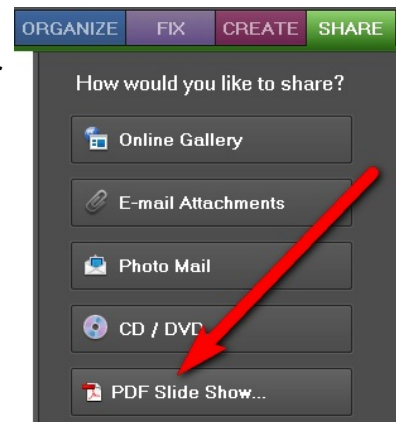 ORGANIZE FIX CREATE SHARE
How would you like to share?
Online Gallery
E-mail Attachments
Photo Mail
CD / DVD
PDF Slide Show...